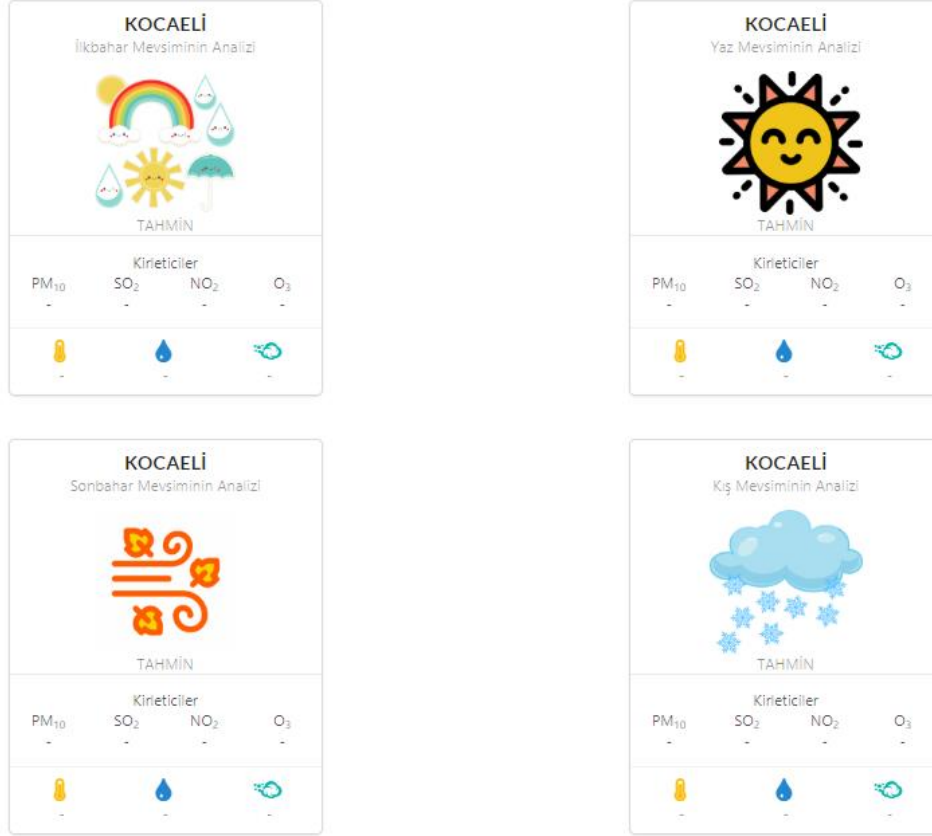 KOCAELİ
İlkbahar Mevsiminin Analizi
TAHMİN
Kirleticiler
PM₁₀ SO₂ NO₂ O₃
- - - -
- - -
KOCAELİ
Yaz Mevsiminin Analizi
TAHMİN
Kirleticiler
PM₁₀ SO₂ NO₂ O₃
- - - -
- - -
KOCAELİ
Sonbahar Mevsiminin Analizi
TAHMİN
Kirleticiler
PM₁₀ SO₂ NO₂ O₃
- - - -
- - -
KOCAELİ
Kış Mevsiminin Analizi
TAHMİN
Kirleticiler
PM₁₀ SO₂ NO₂ O₃
- - - -
- - -